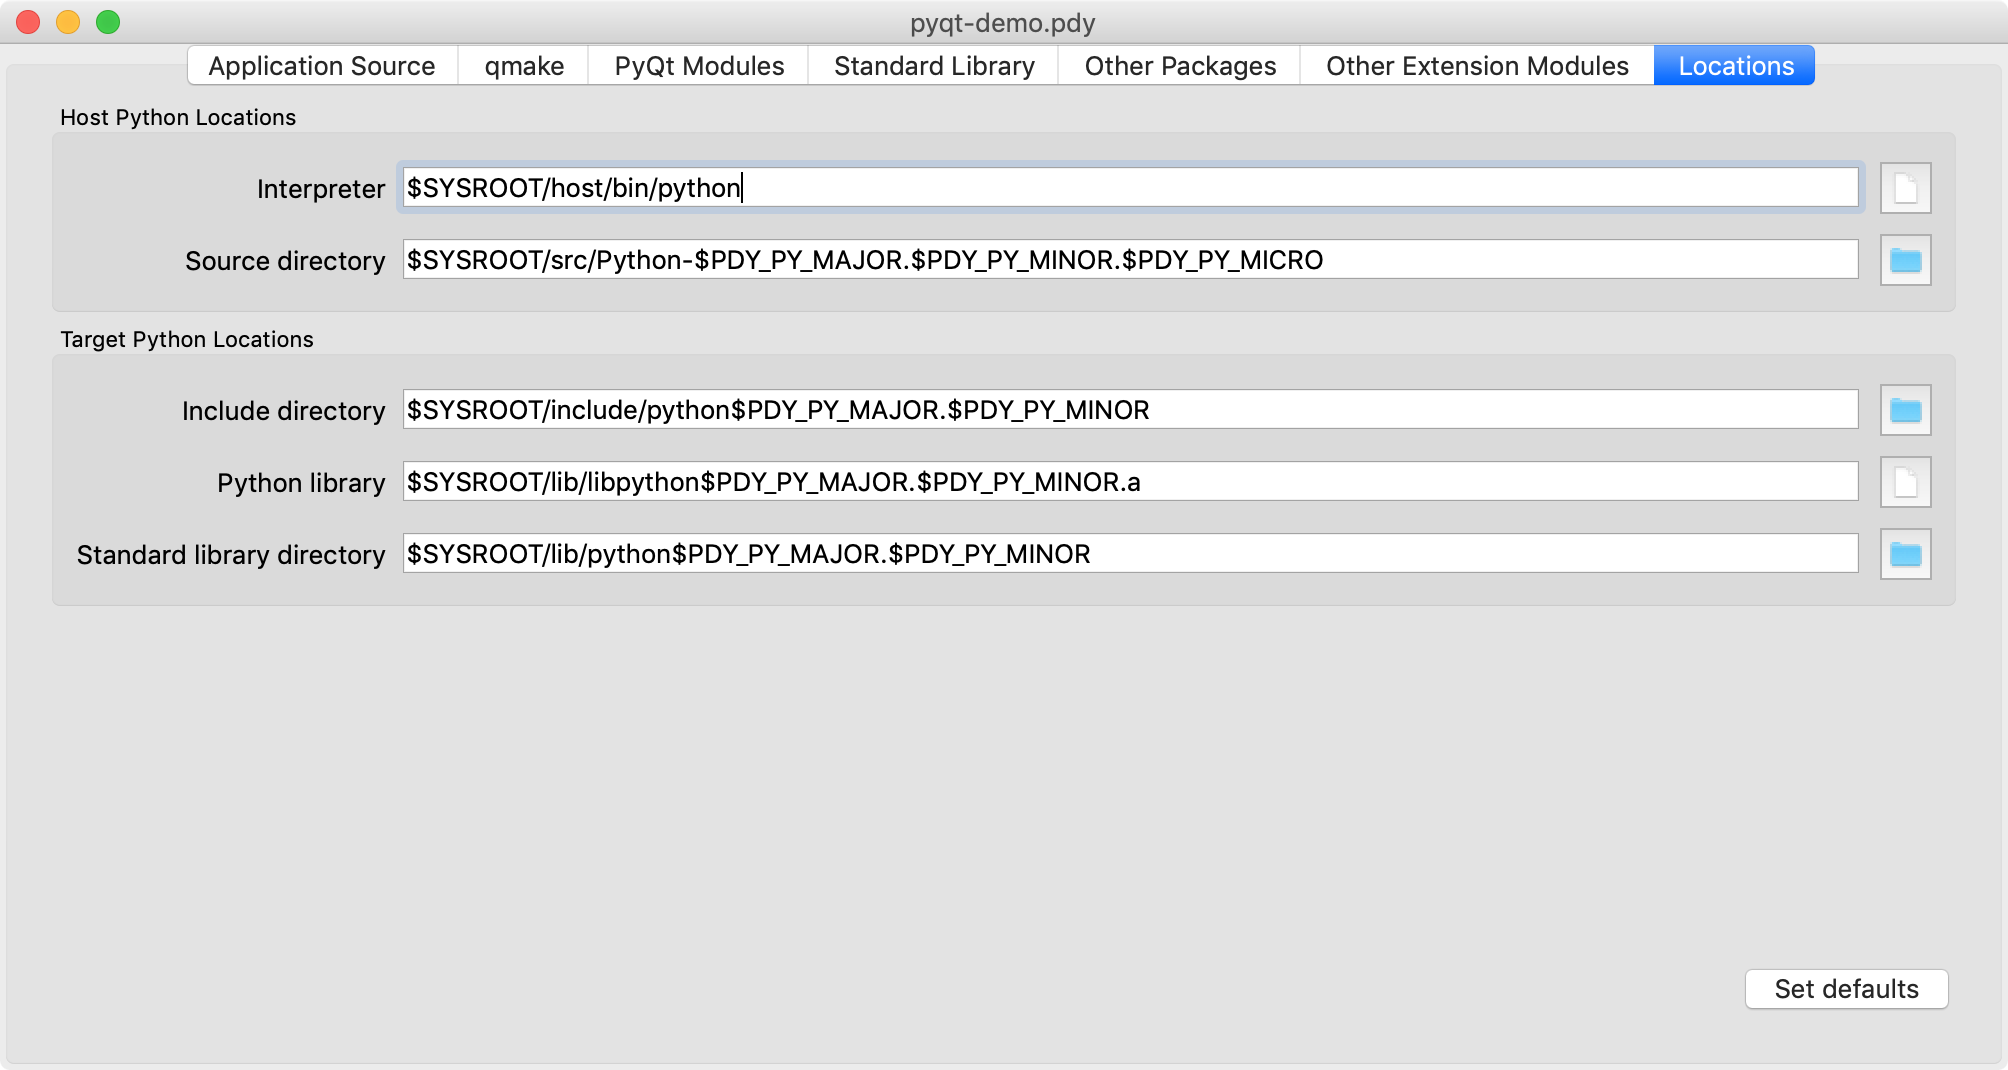 pyqt-demo.pdy
Application Source qmake PyQt Modules Standard Library Other Packages Other Extension Modules Locations
Host Python Locations
Interpreter $SYSROOT/host/bin/python
Source directory $SYSROOT/src/Python-$PDY_PY_MAJOR.$PDY_PY_MINOR.$PDY_PY_MICRO
Target Python Locations
Include directory $SYSROOT/include/python$PDY_PY_MAJOR.$PDY_PY_MINOR
Python library $SYSROOT/lib/libpython$PDY_PY_MAJOR.$PDY_PY_MINOR.a
Standard library directory $SYSROOT/lib/python$PDY_PY_MAJOR.$PDY_PY_MINOR
Set defaults